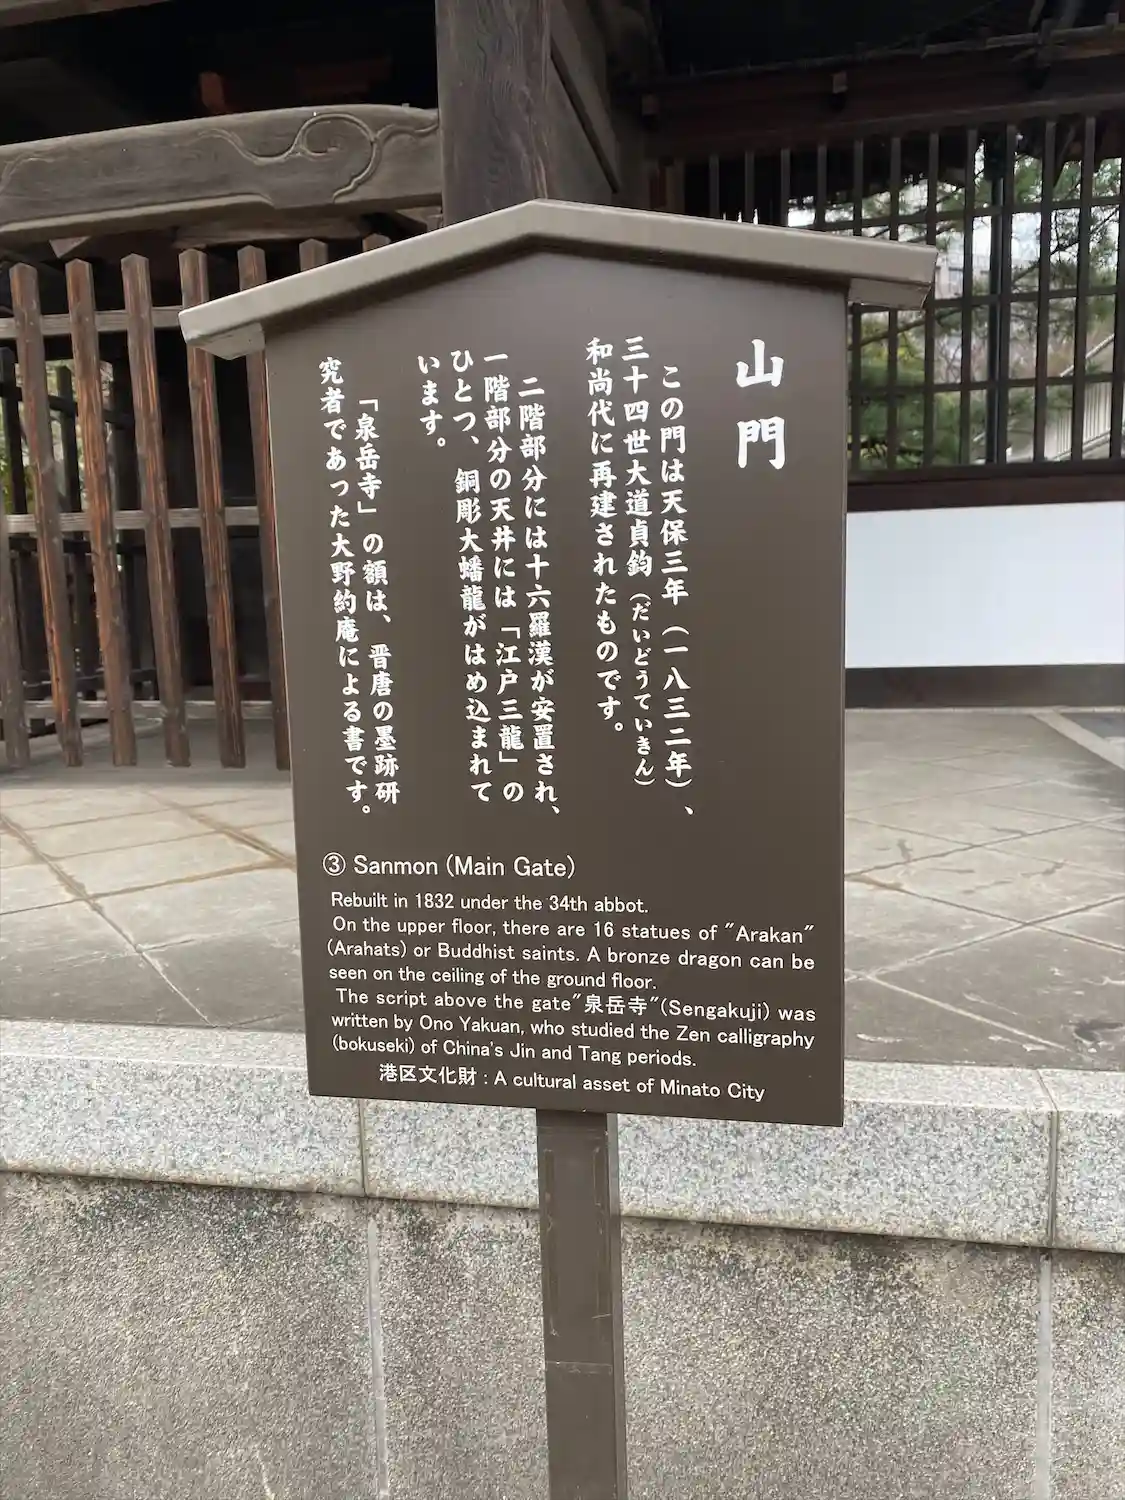 山門
この門は天保三年（一八三二年）、
三十四世大道貞鈞（だいどうていきん）
和尚代に再建されたものです。
二階部分には十六羅漢が安置され、
一階部分の天井には「江戸三龍」の
ひとつ、銅彫大蟠龍がはめ込まれて
います。
「泉岳寺」の額は、晋唐の墨跡研
究者であった大野約庵による書です。
③ Sanmon (Main Gate)
Rebuilt in 1832 under the 34th abbot.
On the upper floor, there are 16 statues of "Arakan"
(Arahats) or Buddhist saints. A bronze dragon can be
seen on the ceiling of the ground floor.
The script above the gate"泉岳寺"(Sengakuji) was
written by Ono Yakuan, who studied the Zen calligraphy
(bokuseki) of China's Jin and Tang periods.
港区文化財 : A cultural asset of Minato City